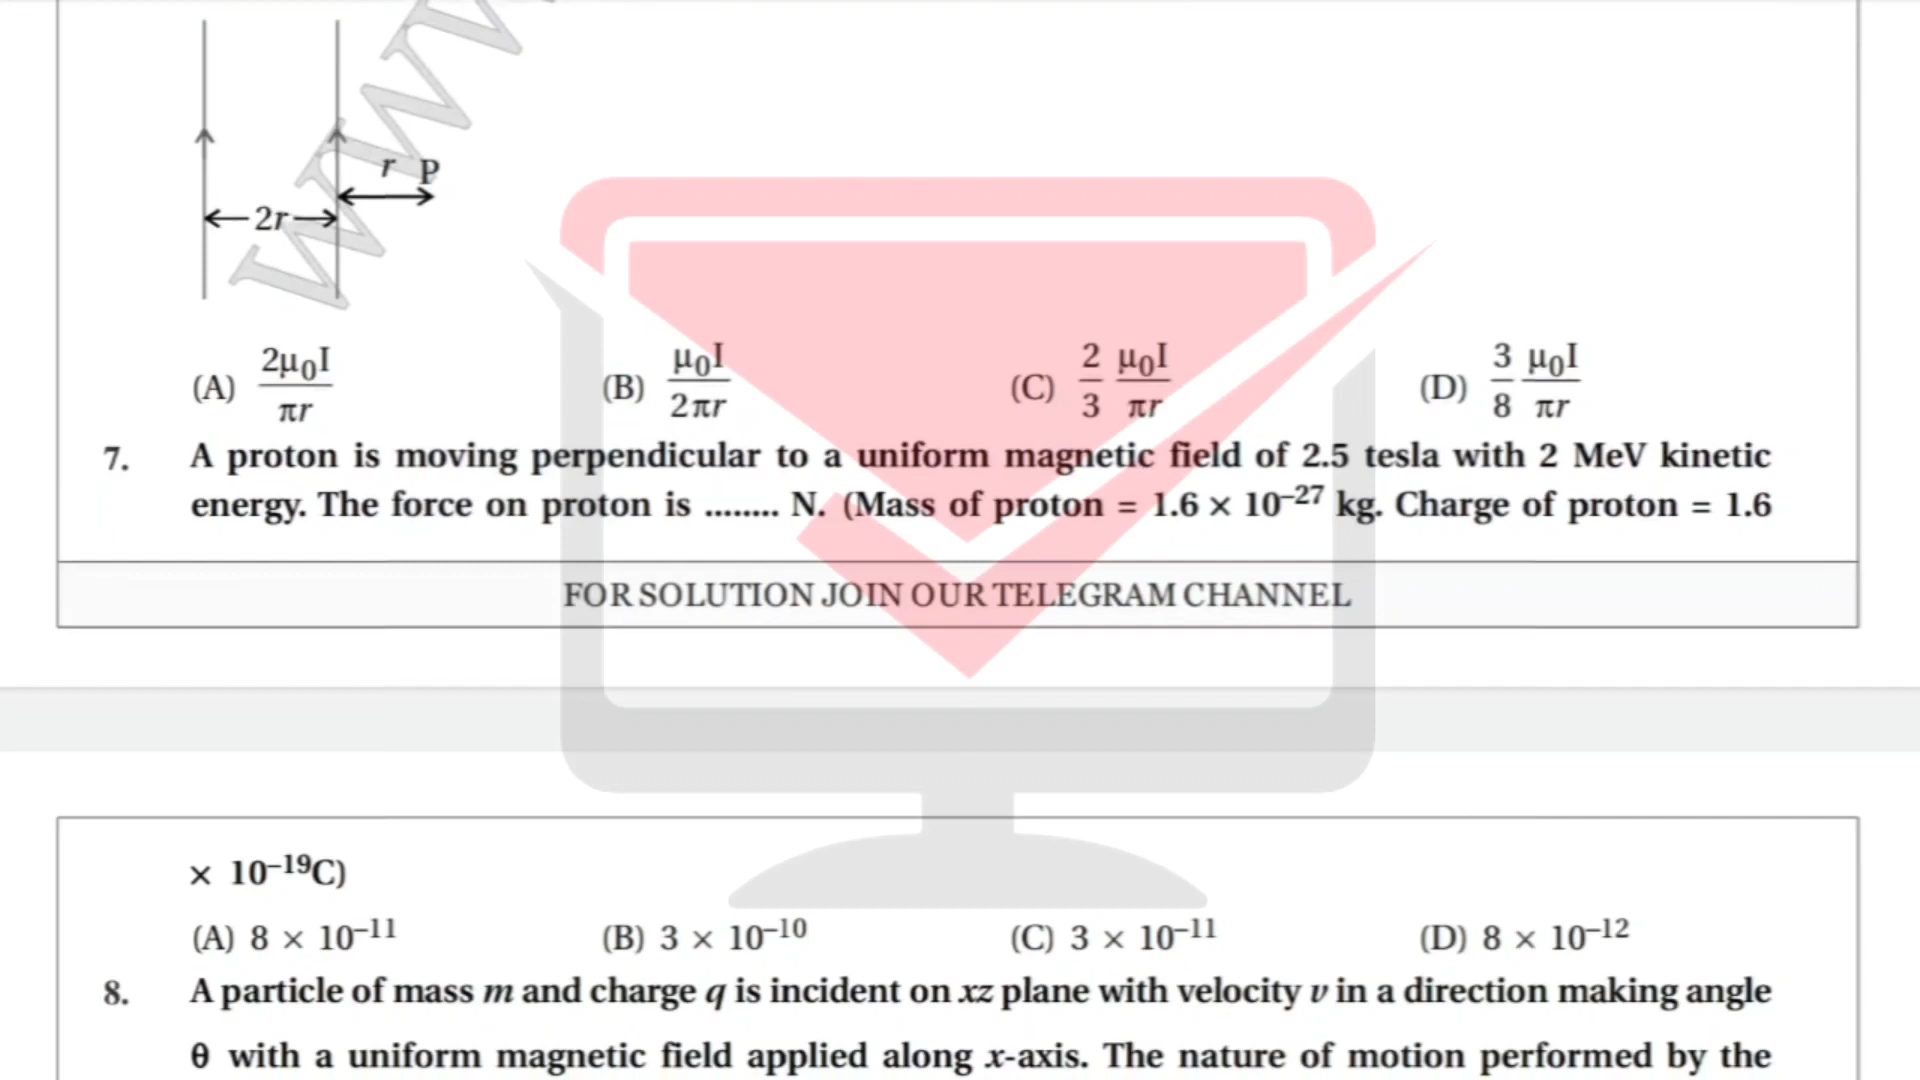 www.
r P
2r
(A) 2μ₀I/πr (B) μ₀I/2πr (C) 2/3 μ₀I/πr (D) 3/8 μ₀I/πr
7. A proton is moving perpendicular to a uniform magnetic field of 2.5 tesla with 2 MeV kinetic
energy. The force on proton is ........ N. (Mass of proton = 1.6 × 10⁻²⁷ kg. Charge of proton = 1.6
FOR SOLUTION JOIN OUR TELEGRAM CHANNEL
× 10⁻¹⁹C)
(A) 8 × 10⁻¹¹ (B) 3 × 10⁻¹⁰ (C) 3 × 10⁻¹¹ (D) 8 × 10⁻¹²
8. A particle of mass m and charge q is incident on xz plane with velocity v in a direction making angle
θ with a uniform magnetic field applied along x-axis. The nature of motion performed by the